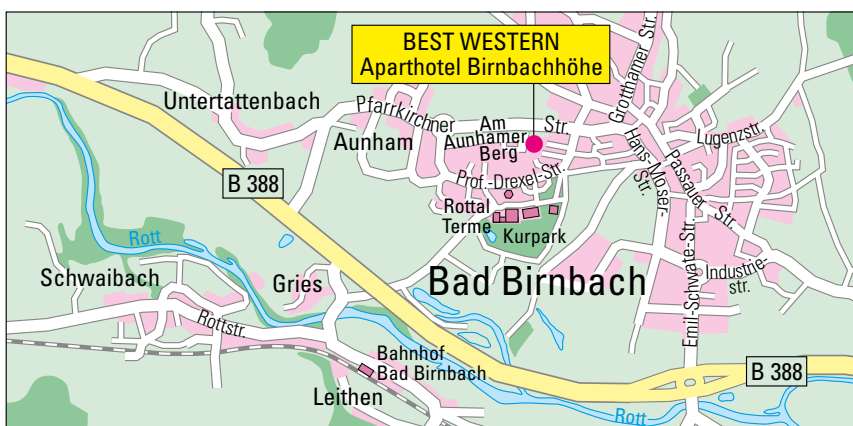 BEST WESTERN
Aparthotel Birnbachhöhe
Grotthamer Str.
Untertattenbach
Pfarrkirchner
Str.
Aunham
Am
Aunhamer
Berg
Lugenzstr.
Hans-Moser-
Str.
Passauer Str.
B 388
Prof.-Drexel-Str.
Rottal
Terme
Kurpark
Rott
Schwaibach
Gries
Bad Birnbach
Industrie-
str.
Emil-Schwate-Str.
Rottstr.
Bahnhof
Bad Birnbach
Leithen
B 388
Rott